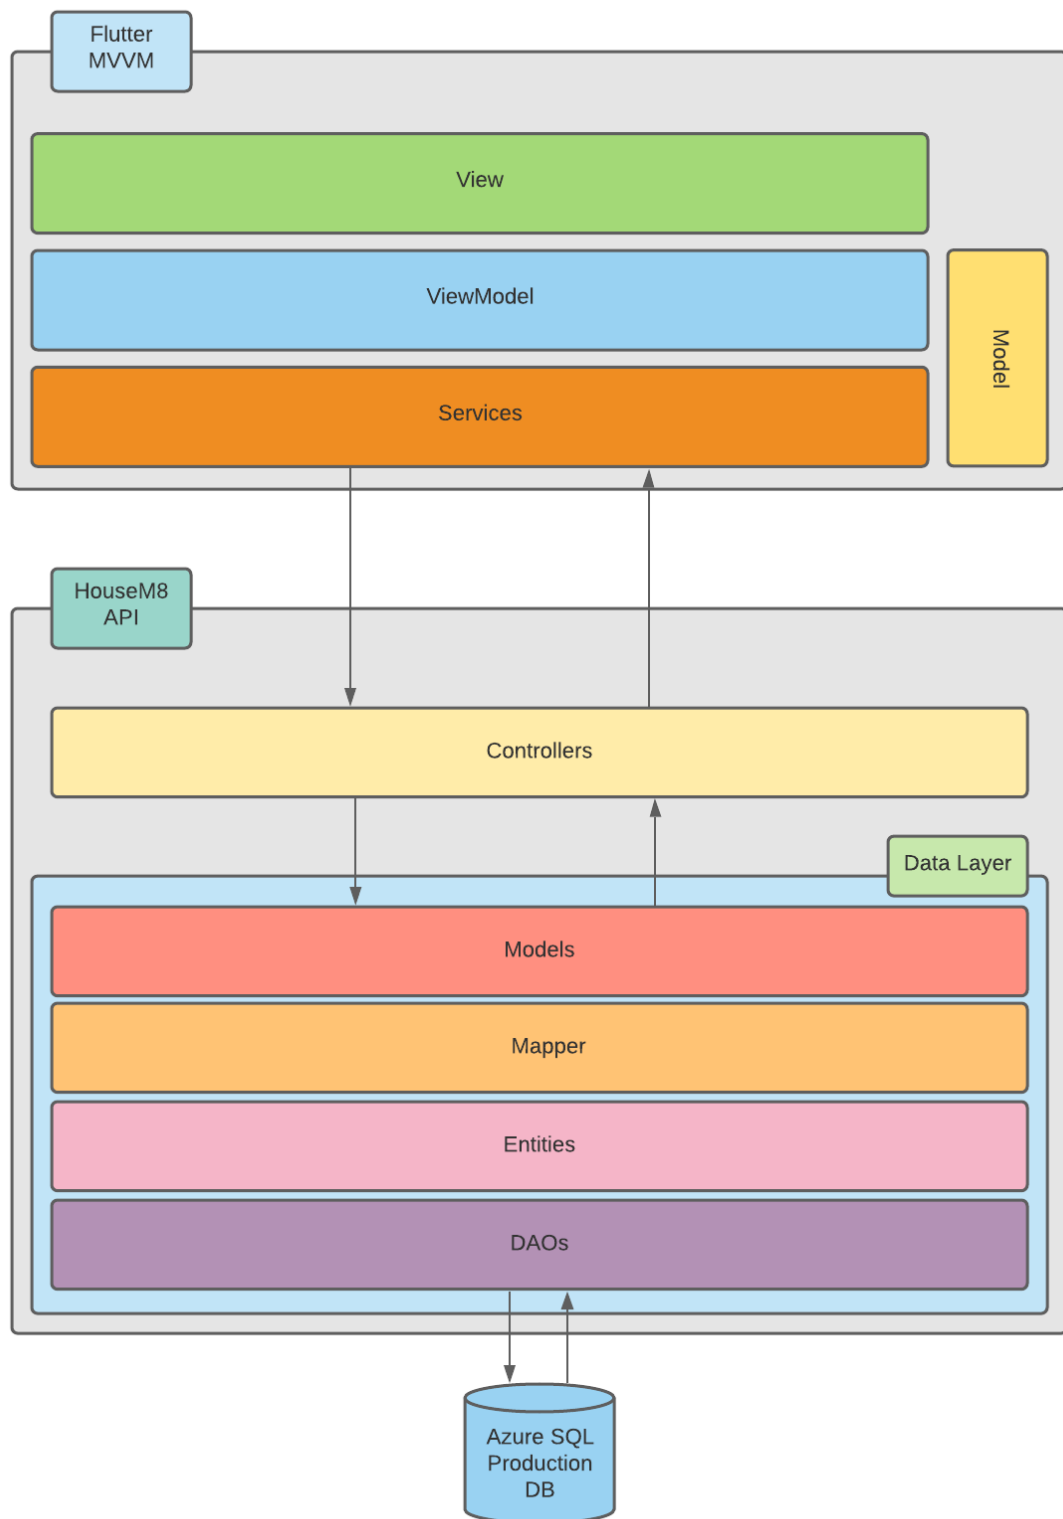 Flutter
MVVM
View
ViewModel
Model
Services
HouseM8
API
Controllers
Data Layer
Models
Mapper
Entities
DAOs
Azure SQL
Production
DB